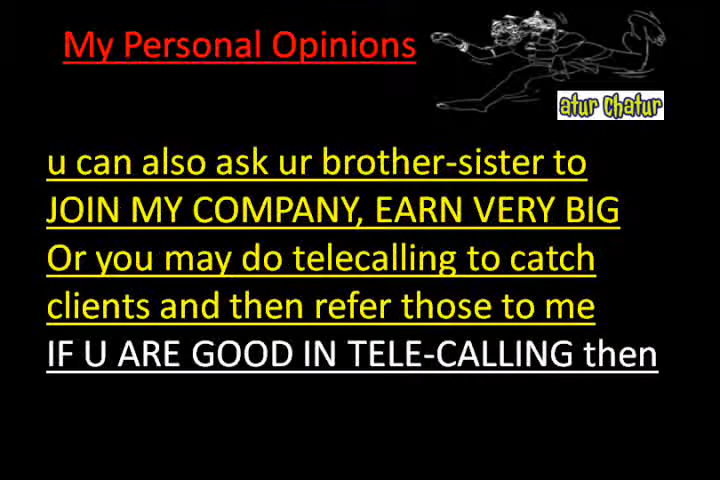 My Personal Opinions
atur chatur
u can also ask ur brother-sister to
JOIN MY COMPANY, EARN VERY BIG
Or you may do telecalling to catch
clients and then refer those to me
IF U ARE GOOD IN TELE-CALLING then